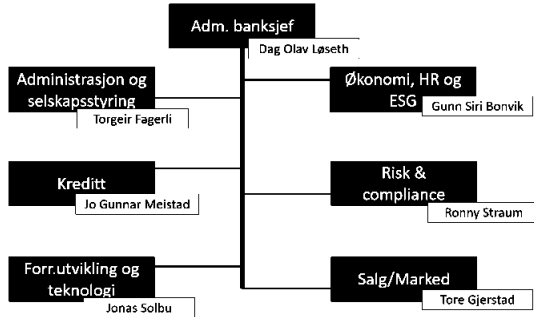 Adm. banksjef
Dag Olav Løseth
Administrasjon og
selskapsstyring
Torgeir Fagerli
Økonomi, HR og
ESG
Gunn Siri Bonvik
Kreditt
Jo Gunnar Meistad
Risk &
compliance
Ronny Straum
Forr.utvikling og
teknologi
Jonas Solbu
Salg/Marked
Tore Gjerstad